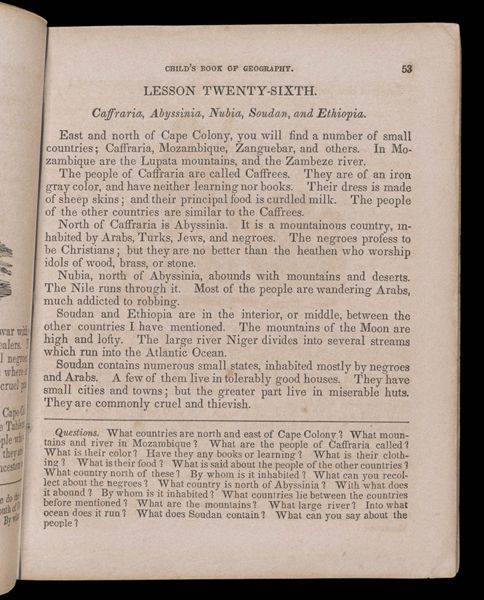 CHILD'S BOOK OF GEOGRAPHY. 53
LESSON TWENTY-SIXTH.
Caffraria, Abyssinia, Nubia, Soudan, and Ethiopia.
East and north of Cape Colony, you will find a number of small
countries; Caffraria, Mozambique, Zanguebar, and others. In Mo-
zambique are the Lupata mountains, and the Zambeze river.
The people of Caffraria are called Caffrees. They are of an iron
gray color, and have neither learning nor books. Their dress is made
of sheep skins; and their principal food is curdled milk. The people
of the other countries are similar to the Caffrees.
North of Caffraria is Abyssinia. It is a mountainous country, in-
habited by Arabs, Turks, Jews, and negroes. The negroes profess to
be Christians; but they are no better than the heathen who worship
idols of wood, brass, or stone.
Nubia, north of Abyssinia, abounds with mountains and deserts.
The Nile runs through it. Most of the people are wandering Arabs,
much addicted to robbing.
Soudan and Ethiopia are in the interior, or middle, between the
other countries I have mentioned. The mountains of the Moon are
high and lofty. The large river Niger divides into several streams
which run into the Atlantic Ocean.
Soudan contains numerous small states, inhabited mostly by negroes
and Arabs. A few of them live in tolerably good houses. They have
small cities and towns; but the greater part live in miserable huts.
They are commonly cruel and thievish.
Questions. What countries are north and east of Cape Colony? What moun-
tains and river in Mozambique? What are the people of Caffraria called?
What is their color? Have they any books or learning? What is their cloth-
ing? What is their food? What is said about the people of the other countries?
What country north of these? By whom is it inhabited? What can you recol-
lect about the negroes? What country is north of Abyssinia? With what does
it abound? By whom is it inhabited? What countries lie between the countries
before mentioned? What are the mountains? What large river? Into what
ocean does it run? What does Soudan contain? What can you say about the
people?